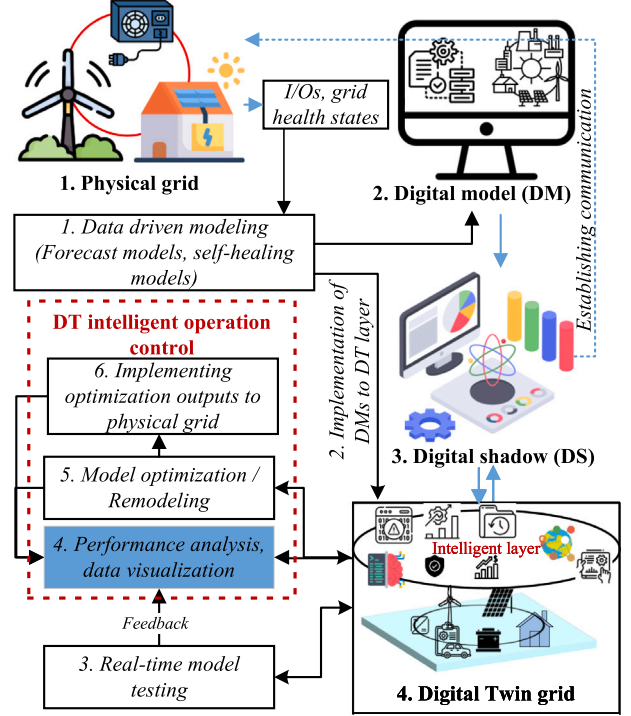 I/Os, grid
health states
1. Physical grid
2. Digital model (DM)
Establishing communication
1. Data driven modeling
(Forecast models, self-healing
models)
2. Implementation of
DMs to DT layer
DT intelligent operation
control
6. Implementing
optimization outputs to
physical grid
3. Digital shadow (DS)
5. Model optimization /
Remodeling
4. Performance analysis,
data visualization
Intelligent layer
Feedback
3. Real-time model
testing
4. Digital Twin grid